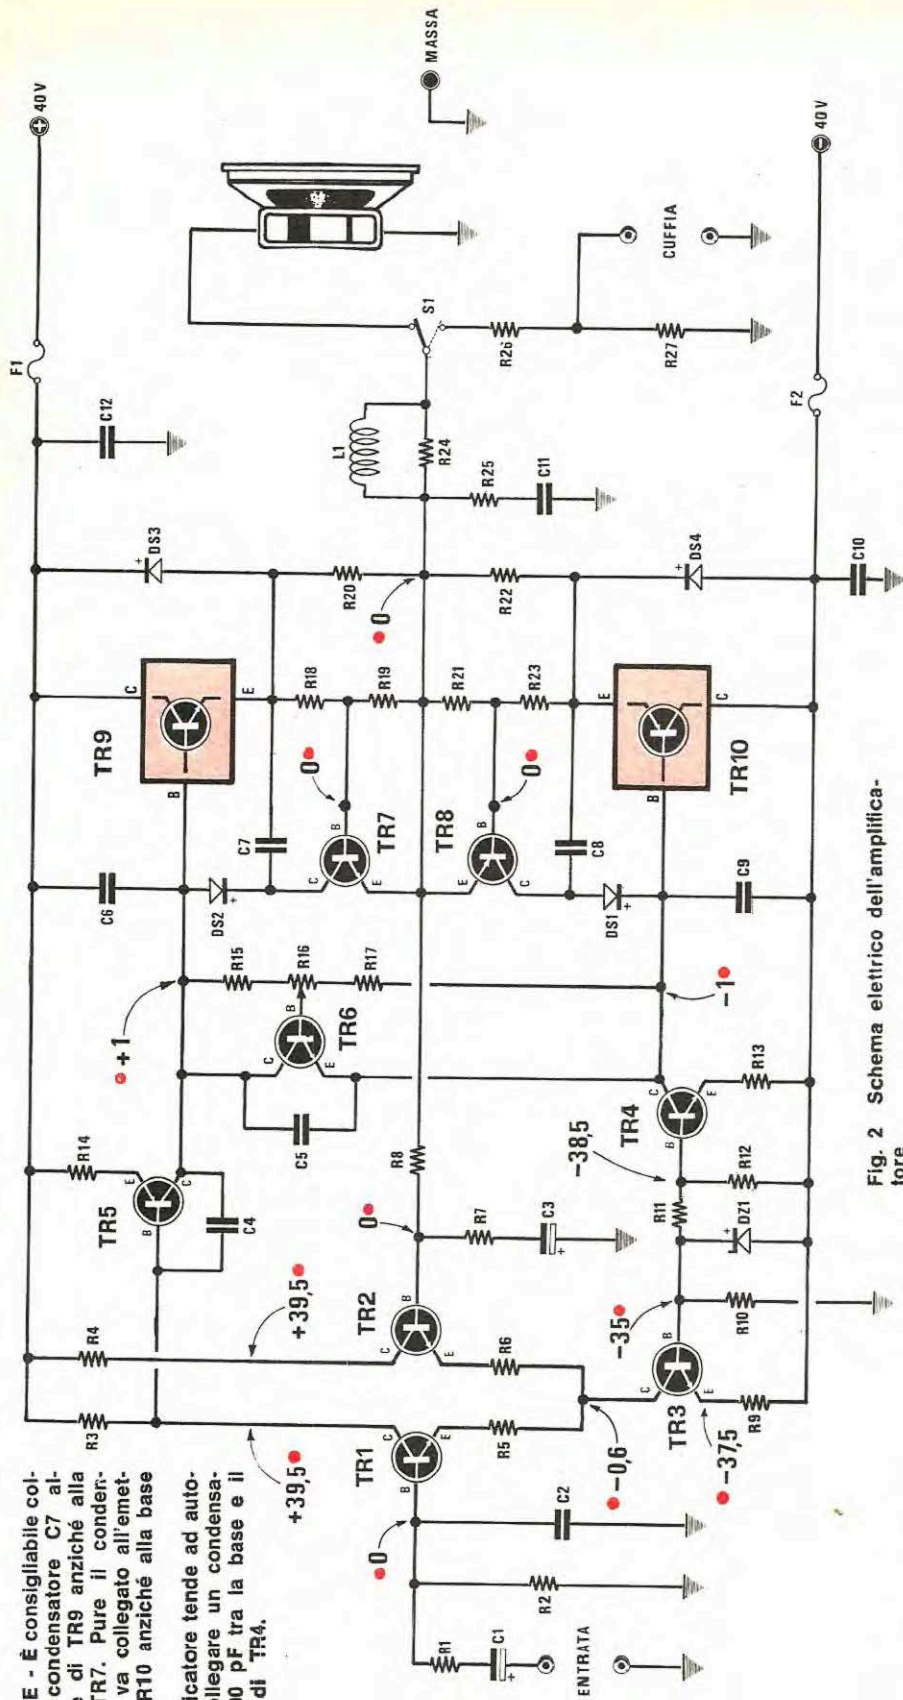 E - È consigliabile col-
condensatore C7 al-
e di TR9 anziché alla
TR7. Pure il conden-
va collegato all'emet-
R10 anziché alla base
icatore tende ad auto-
ollegare un condensa-
00 pF tra la base e il
di TR4.
F1
40V
MASSA
C12
DS3
TR9
C
B
E
C6
R14
R4
R3
+1
E
B
C
TR5
C4
R15
R16
R17
DS2
C7
R18
R20
L1
R24
S1
C
B
E
TR6
C5
0
R19
0
C
B
E
TR7
+39,5
+39,5
0
R8
TR2
C
B
E
TR1
C
B
E
0
R7
C3
R6
R5
TR8
B
E
C
0
R21
R22
R23
R25
C11
R26
R27
CUFFIA
C8
DS1
E
B
C
TR10
DS4
-1
C9
C10
F2
40V
-38,5
TR4
C
B
E
R13
R12
R11
DZ1
-35
R10
TR3
C
B
E
R9
-0,6
-37,5
C2
R2
R1
C1
ENTRATA
Fig. 2 Schema elettrico dell'amplifica-
tore